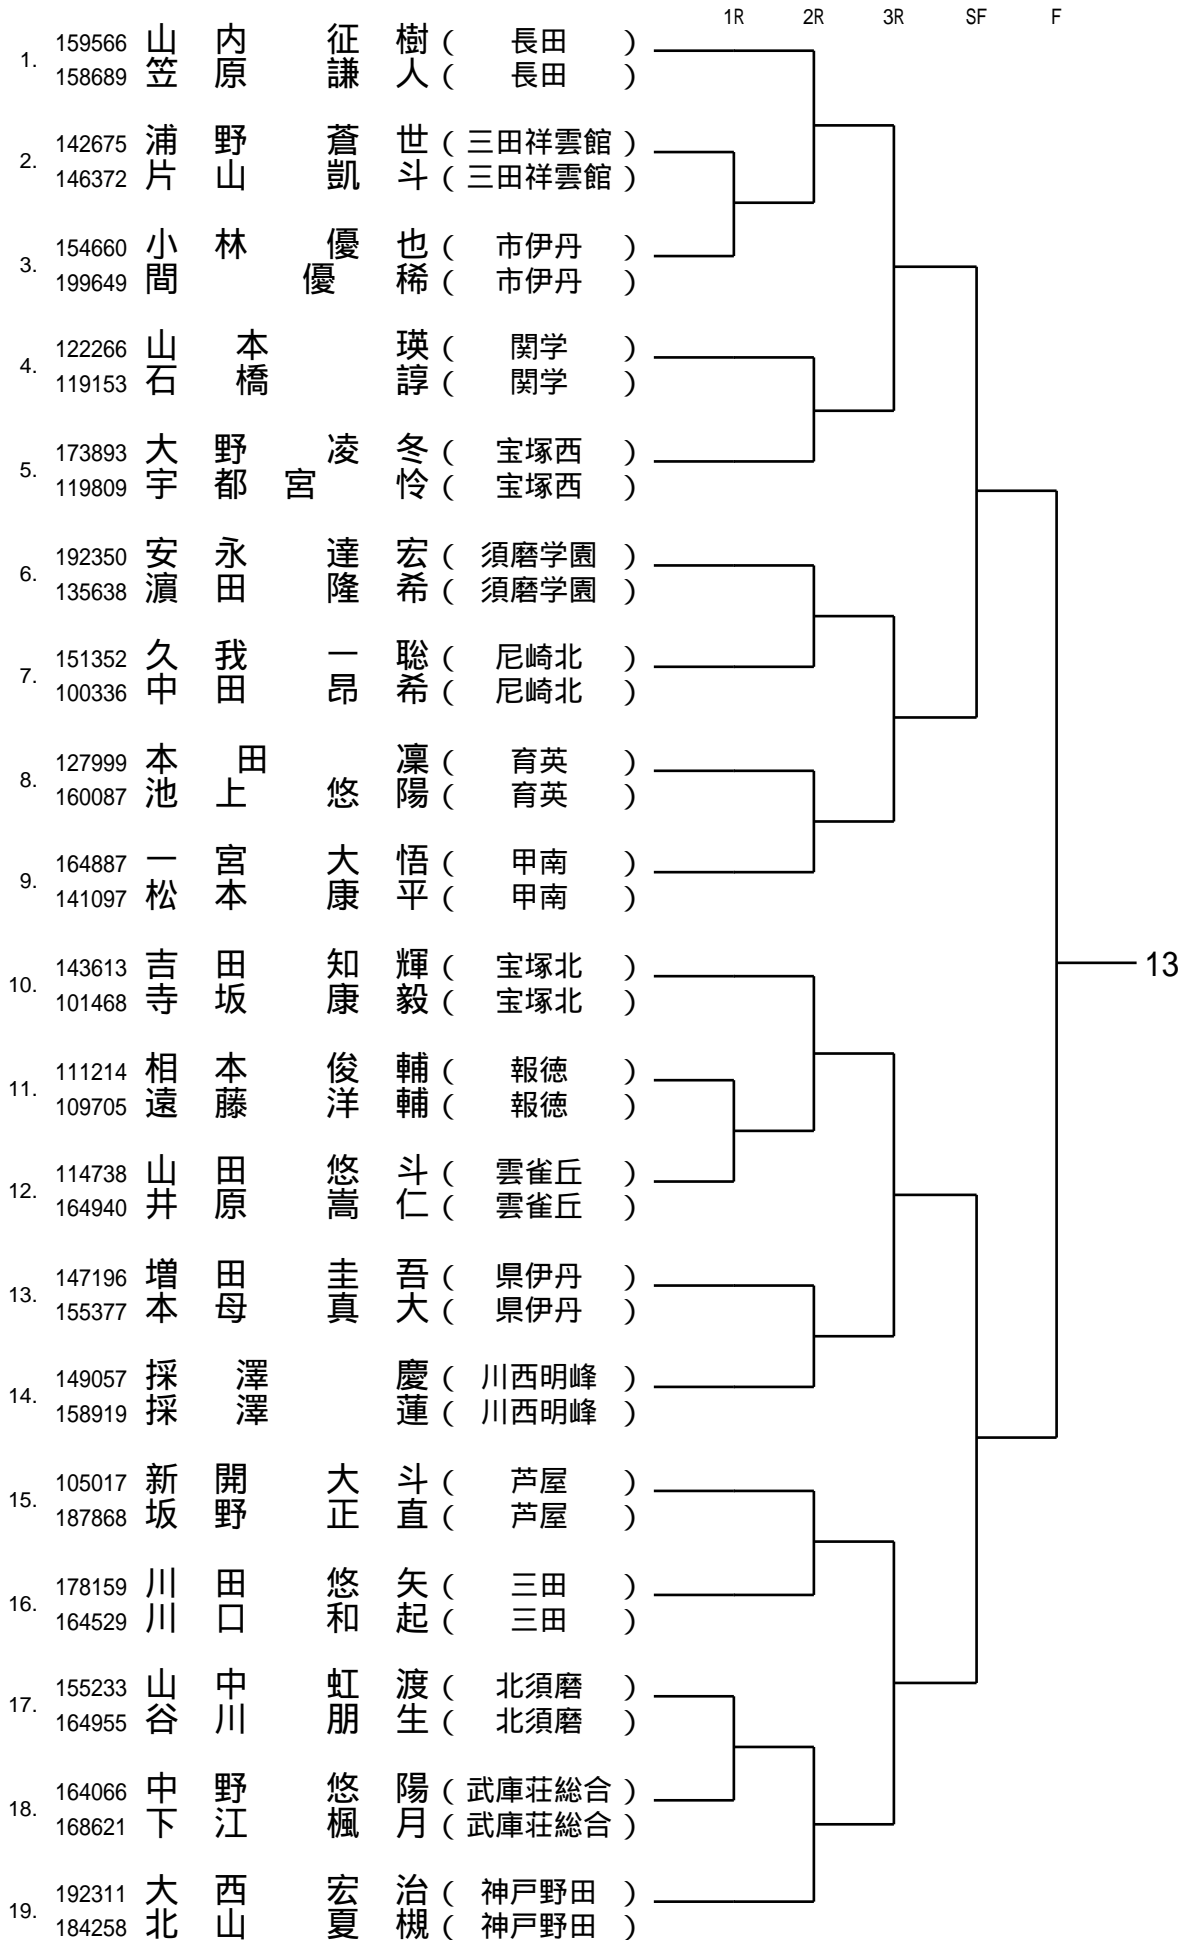 1R 2R 3R SF F
1. 159566 山内 征樹 ( 長田 )
158689 笠原 謙人 ( 長田 )
2. 142675 浦野 蒼世 ( 三田祥雲館 )
146372 片山 凱斗 ( 三田祥雲館 )
3. 154660 小林 優也 ( 市伊丹 )
199649 間 優稀 ( 市伊丹 )
4. 122266 山本 瑛 ( 関学 )
119153 石橋 諄 ( 関学 )
5. 173893 大野 凌冬 ( 宝塚西 )
119809 宇都宮 怜 ( 宝塚西 )
6. 192350 安永 達宏 ( 須磨学園 )
135638 濵田 隆希 ( 須磨学園 )
7. 151352 久我 一聡 ( 尼崎北 )
100336 中田 昂希 ( 尼崎北 )
8. 127999 本田 凜 ( 育英 )
160087 池上 悠陽 ( 育英 )
9. 164887 一宮 大悟 ( 甲南 )
141097 松本 康平 ( 甲南 )
10. 143613 吉田 知輝 ( 宝塚北 )
101468 寺坂 康毅 ( 宝塚北 )
13
11. 111214 相本 俊輔 ( 報徳 )
109705 遠藤 洋輔 ( 報徳 )
12. 114738 山田 悠斗 ( 雲雀丘 )
164940 井原 嵩仁 ( 雲雀丘 )
13. 147196 増田 圭吾 ( 県伊丹 )
155377 本母 真大 ( 県伊丹 )
14. 149057 採澤 慶 ( 川西明峰 )
158919 採澤 蓮 ( 川西明峰 )
15. 105017 新開 大斗 ( 芦屋 )
187868 坂野 正直 ( 芦屋 )
16. 178159 川田 悠矢 ( 三田 )
164529 川口 和起 ( 三田 )
17. 155233 山中 虹渡 ( 北須磨 )
164955 谷川 朋生 ( 北須磨 )
18. 164066 中野 悠陽 ( 武庫荘総合 )
168621 下江 楓月 ( 武庫荘総合 )
19. 192311 大西 宏治 ( 神戸野田 )
184258 北山 夏槻 ( 神戸野田 )